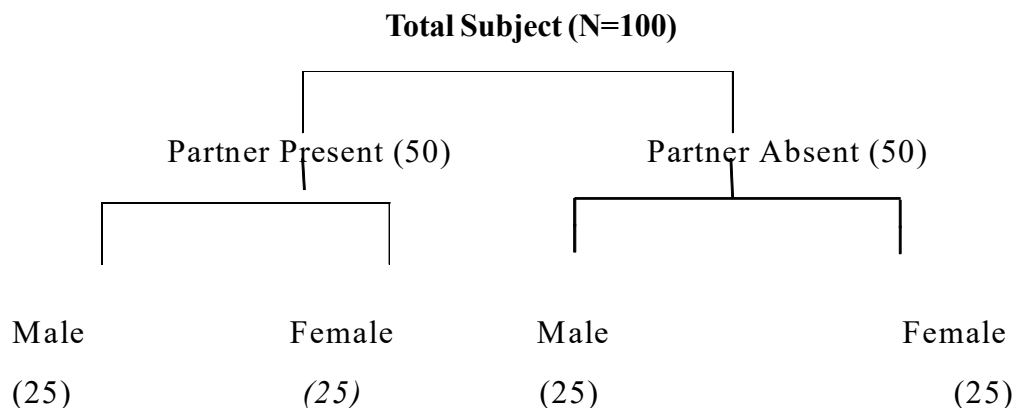 Total Subject (N=100)
Partner Present (50) Partner Absent (50)
Male Female Male Female
(25) (25) (25) (25)